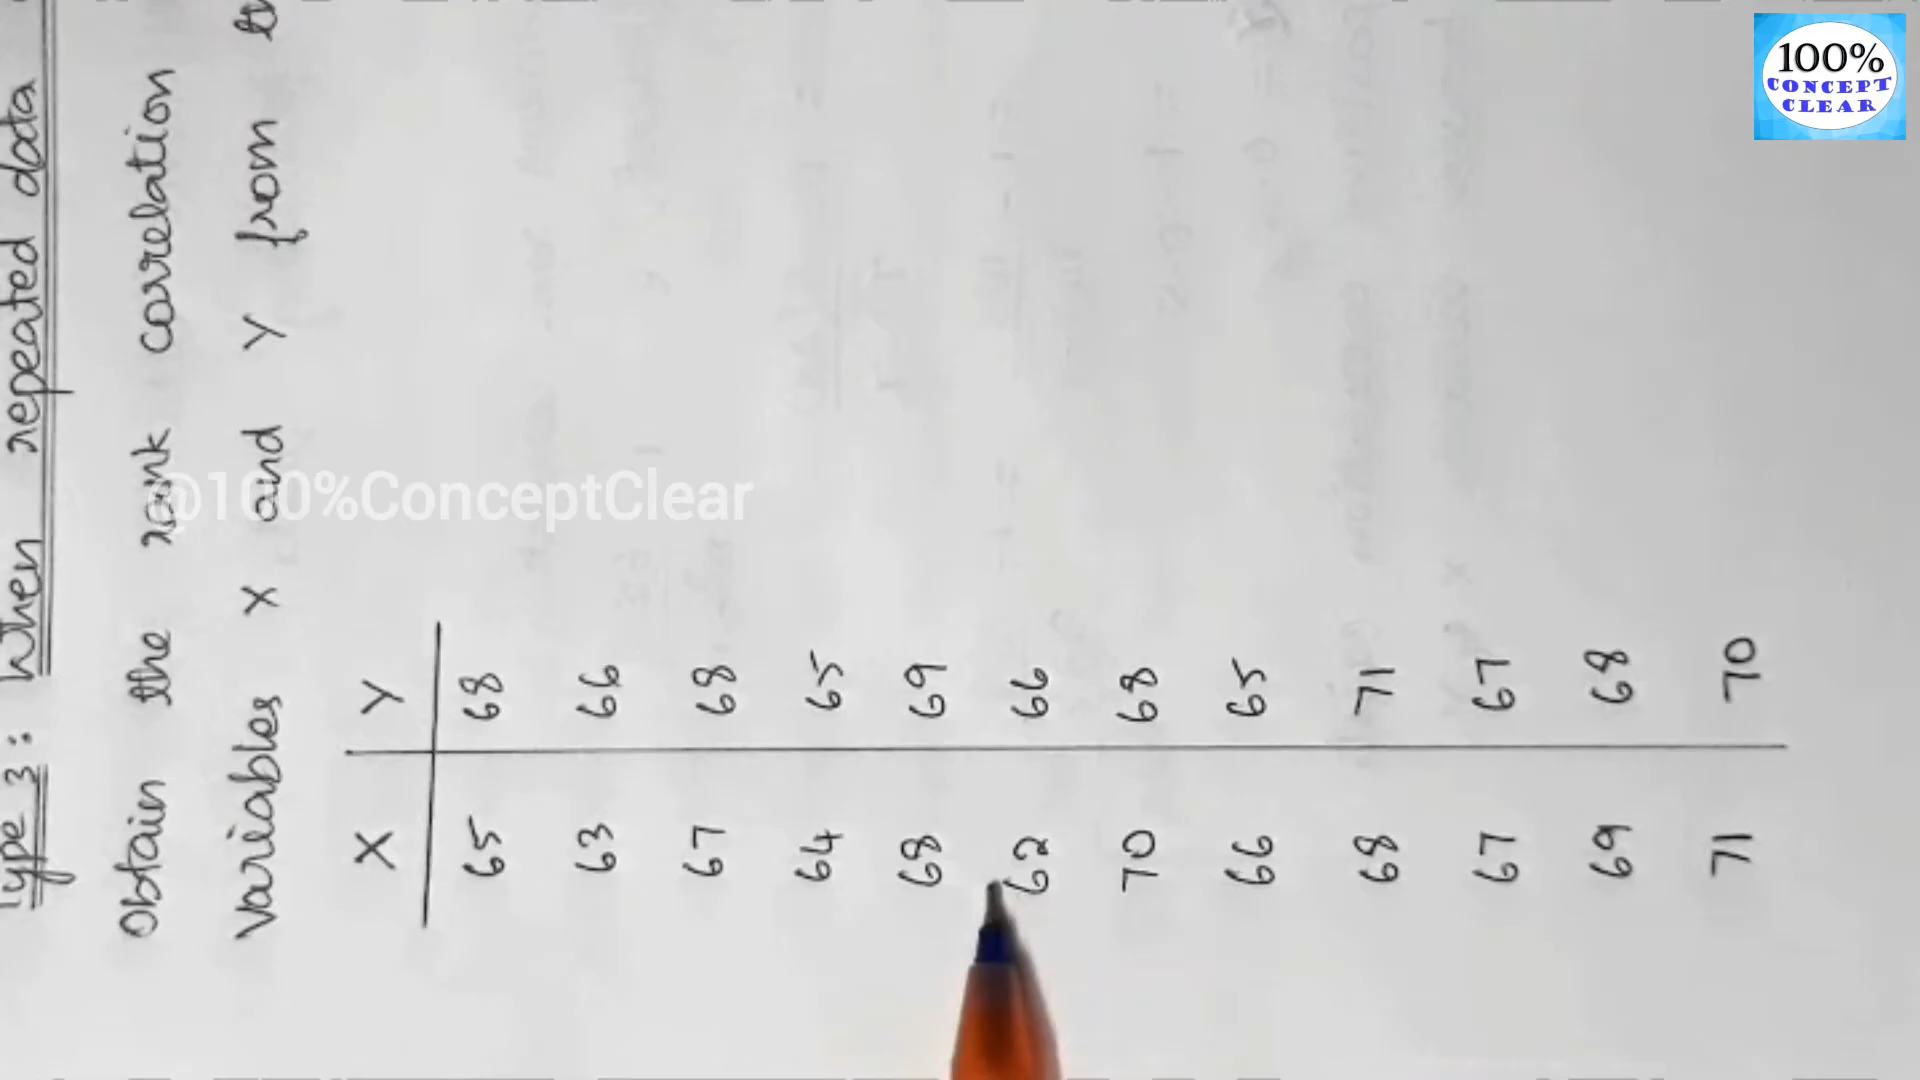 Type 3: When repeated data
Obtain the rank correlation
variables X and Y from
X Y
65 68
63 66
67 68
64 65
68 69
62 66
70 68
66 65
68 71
67 67
69 68
71 70
@100%ConceptClear
100%
CONCEPT
CLEAR